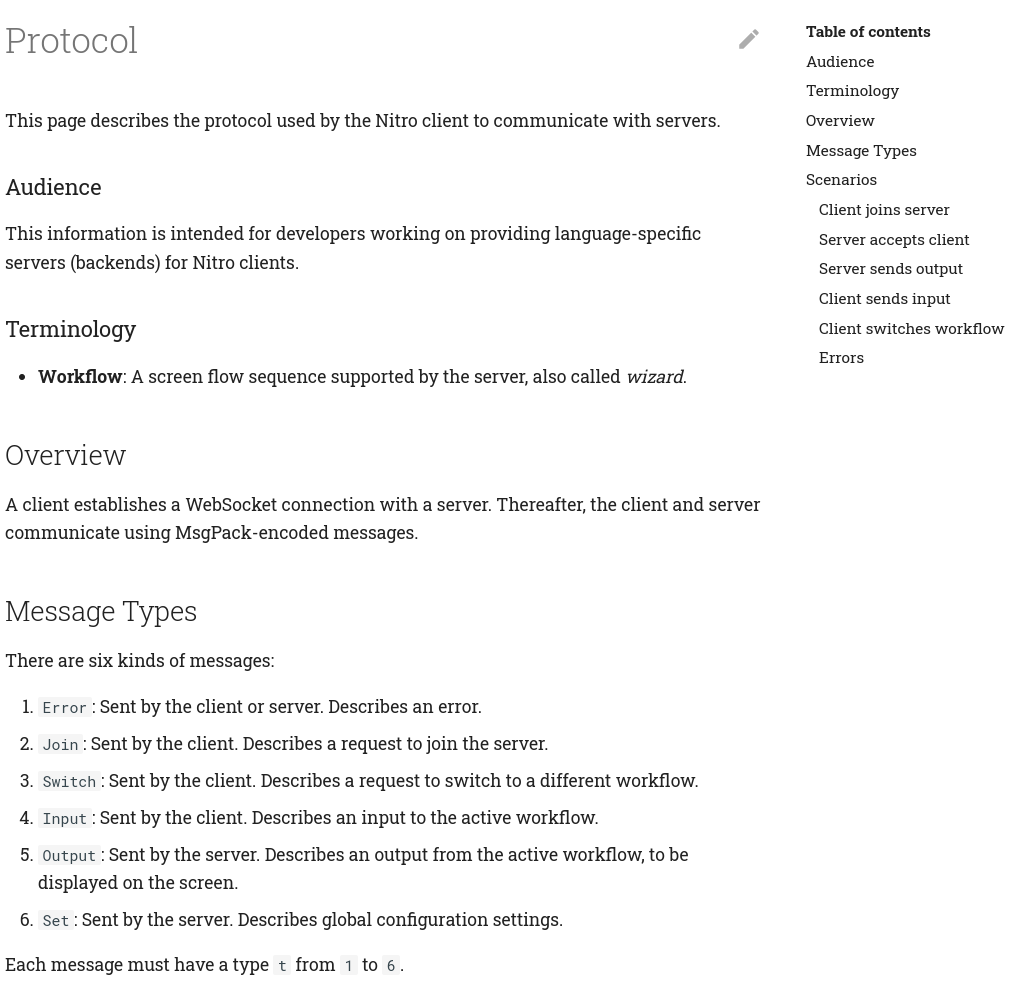 Protocol
This page describes the protocol used by the Nitro client to communicate with servers.
Audience
This information is intended for developers working on providing language-specific
servers (backends) for Nitro clients.
Terminology
• Workflow: A screen flow sequence supported by the server, also called wizard.
Overview
A client establishes a WebSocket connection with a server. Thereafter, the client and server
communicate using MsgPack-encoded messages.
Message Types
There are six kinds of messages:
1. Error: Sent by the client or server. Describes an error.
2. Join: Sent by the client. Describes a request to join the server.
3. Switch: Sent by the client. Describes a request to switch to a different workflow.
4. Input: Sent by the client. Describes an input to the active workflow.
5. Output: Sent by the server. Describes an output from the active workflow, to be
displayed on the screen.
6. Set: Sent by the server. Describes global configuration settings.
Each message must have a type t from 1 to 6.
Table of contents
Audience
Terminology
Overview
Message Types
Scenarios
Client joins server
Server accepts client
Server sends output
Client sends input
Client switches workflow
Errors